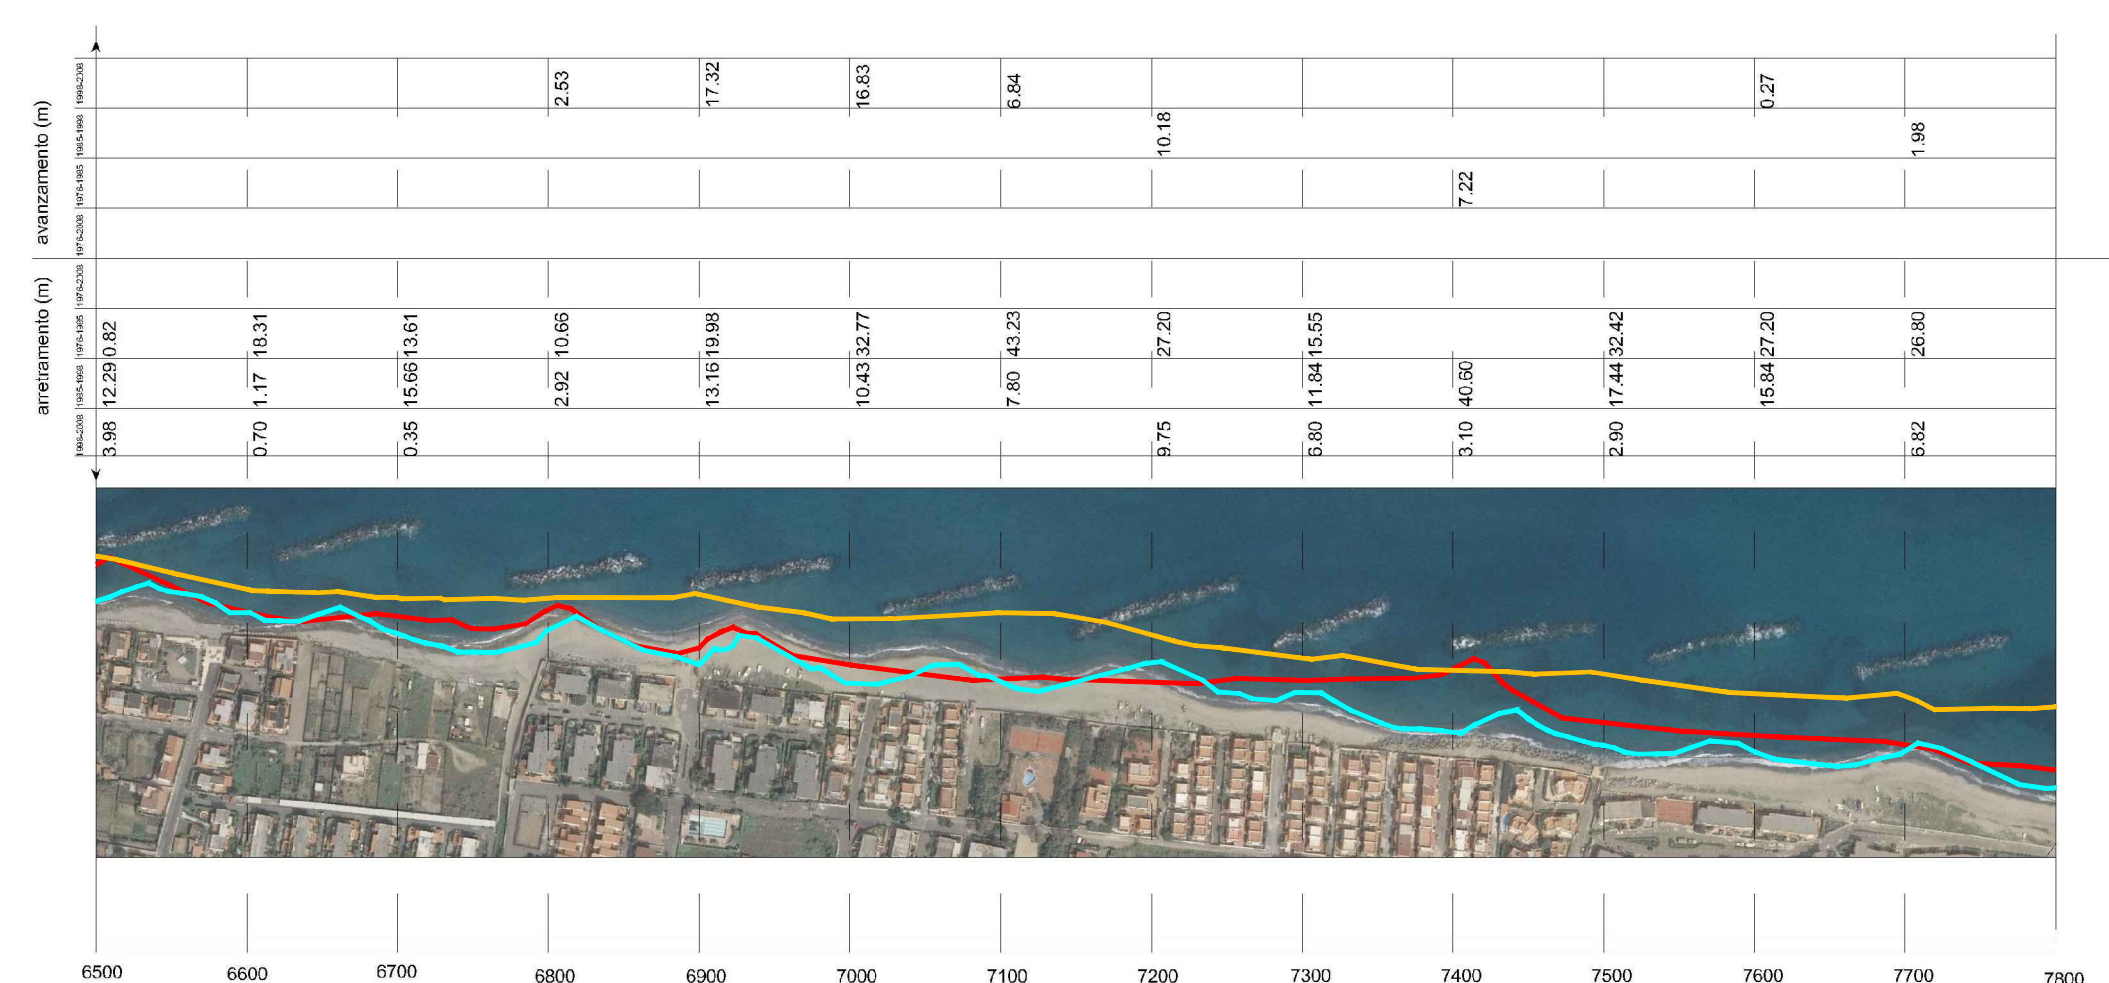 avanzamento (m)
1998-2008 2.53 17.32 16.83 6.84 0.27
1985-1998 10.18 1.98
1976-1985 7.22
1976-2008
arretramento (m)
1976-2008
1976-1985 0.82 18.31 13.61 10.66 19.98 32.77 43.23 27.20 15.55 32.42 27.20 26.80
1985-1998 12.29 1.17 15.66 2.92 13.16 10.43 7.80 11.84 40.60 17.44 15.84
1998-2008 3.98 0.70 0.35 9.75 6.80 3.10 2.90 6.82
6500 6600 6700 6800 6900 7000 7100 7200 7300 7400 7500 7600 7700 7800